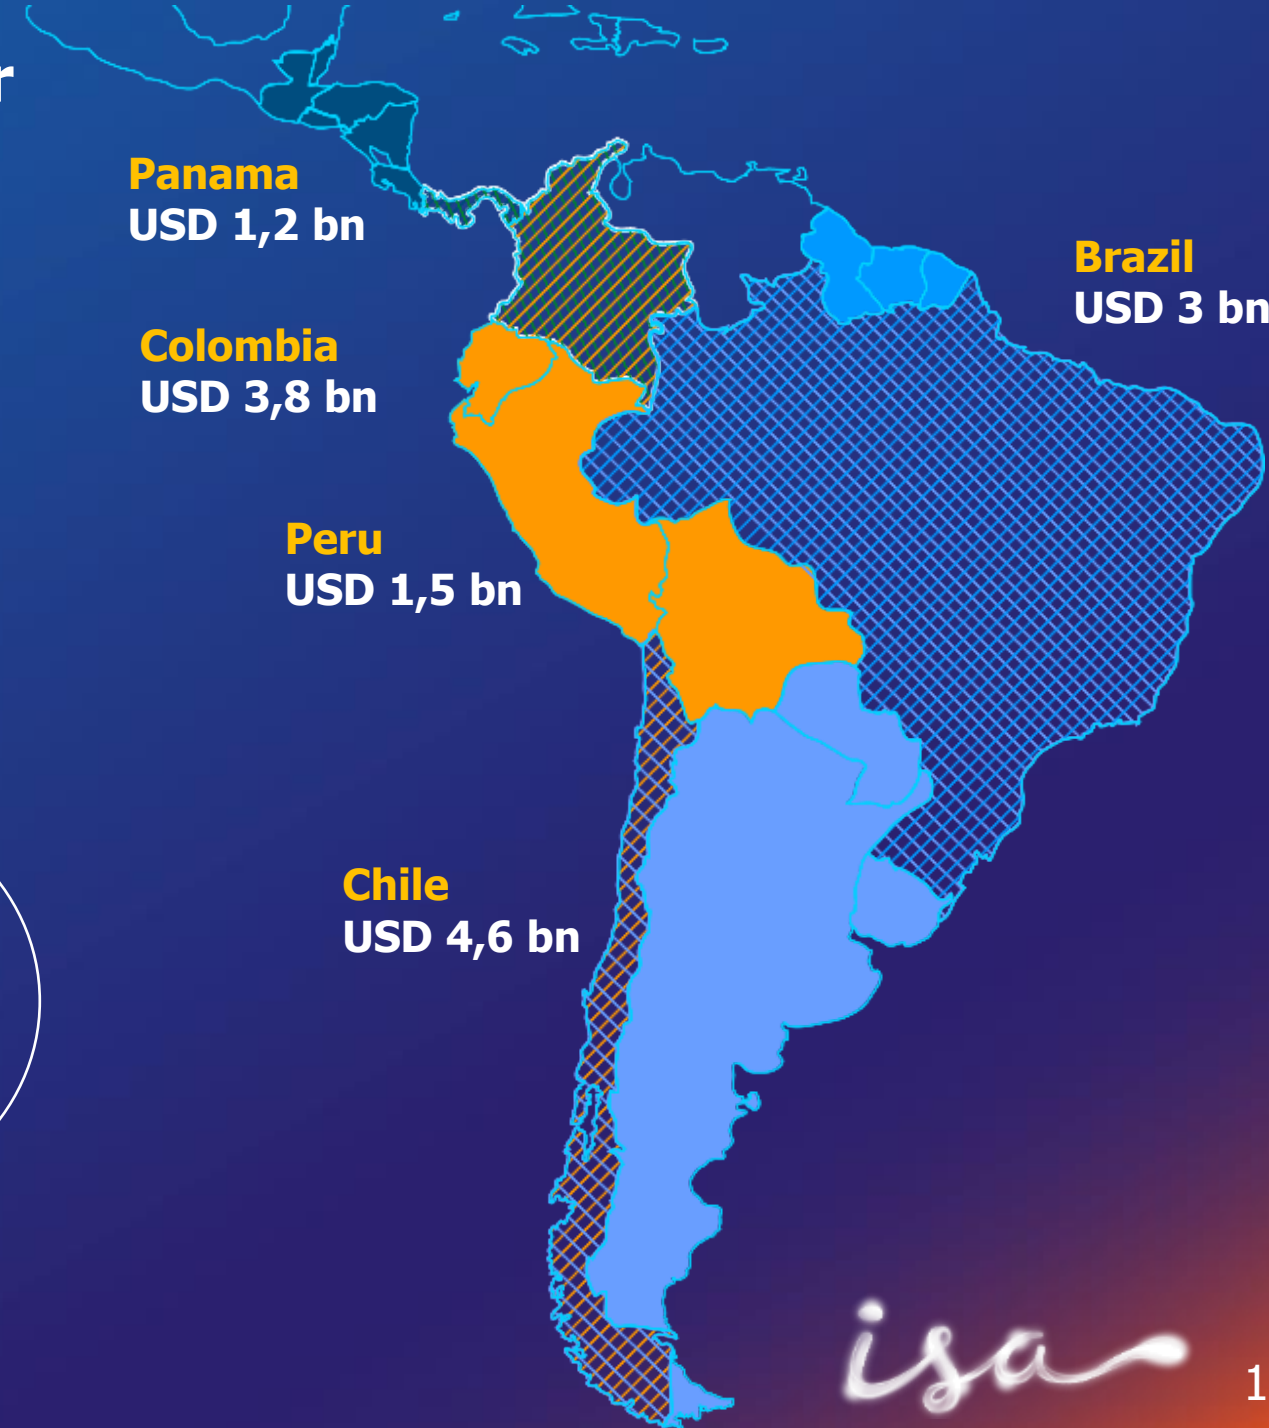 r
Panama
USD 1,2 bn
Brazil
USD 3 bn
Colombia
USD 3,8 bn
Peru
USD 1,5 bn
Chile
USD 4,6 bn
isa
1